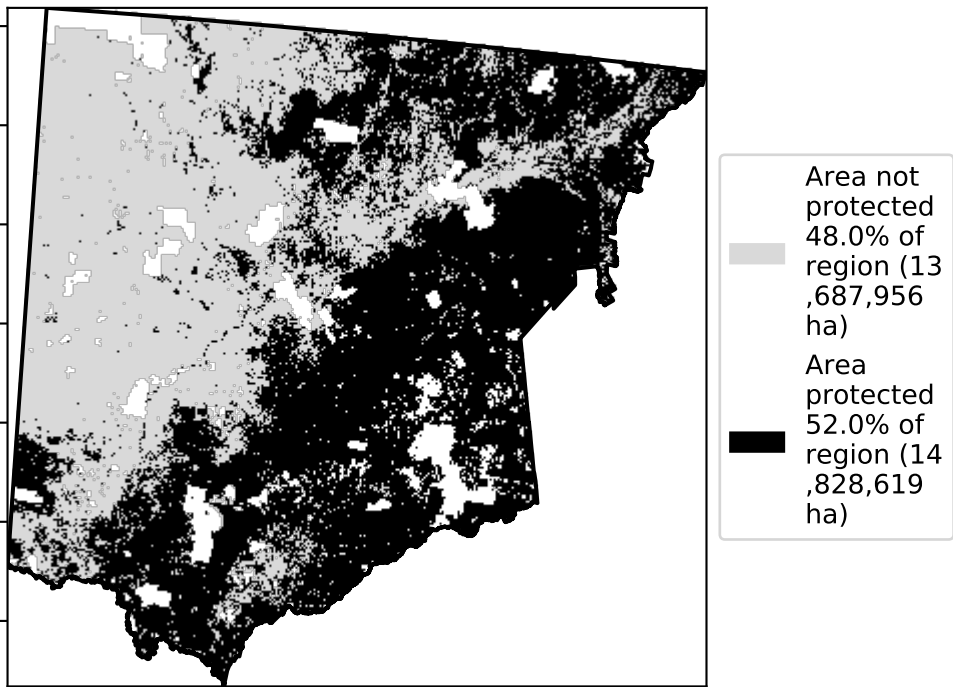 Area not
protected
48.0% of
region (13
,687,956
ha)
Area
protected
52.0% of
region (14
,828,619
ha)